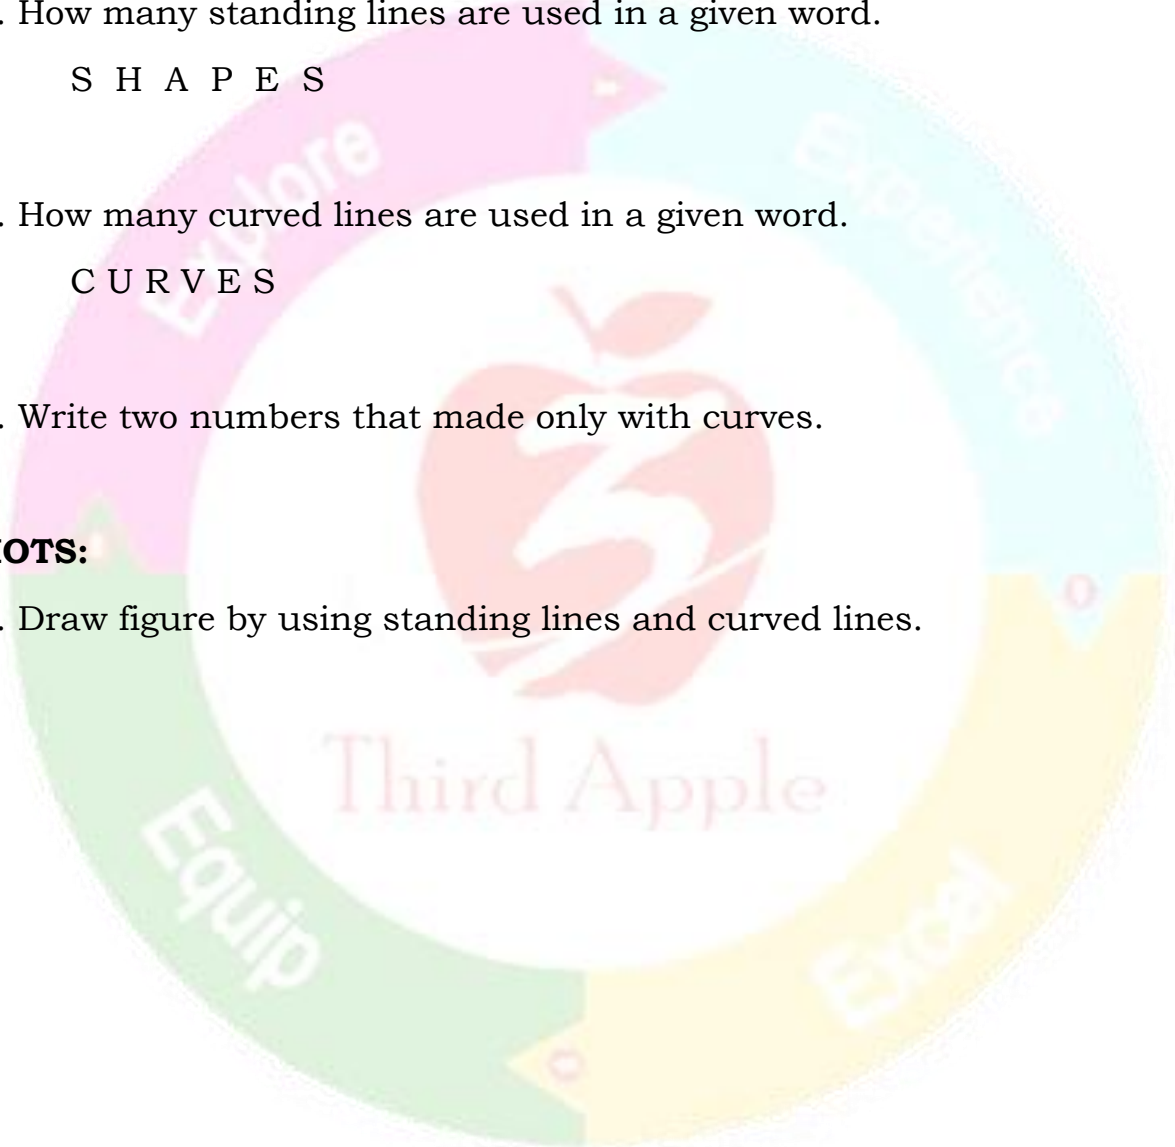 . How many standing lines are used in a given word.
S H A P E S
. How many curved lines are used in a given word.
C U R V E S
. Write two numbers that made only with curves.
OTS:
. Draw figure by using standing lines and curved lines.
Explore
Experience
Third Apple
Equip
Excel